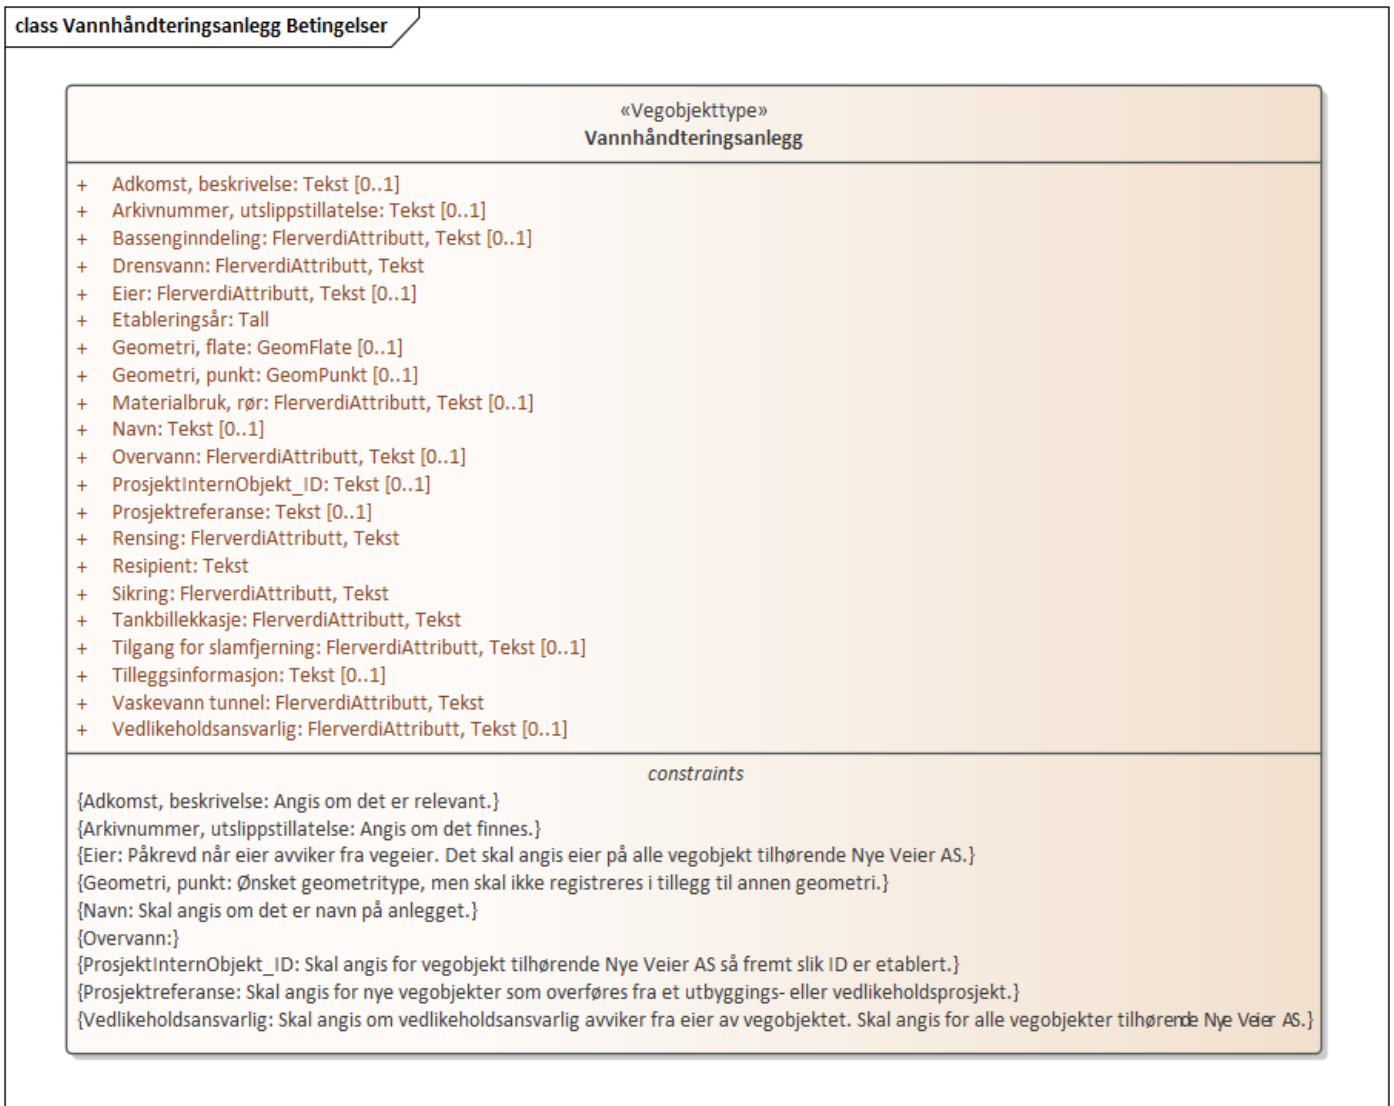 class Vannhåndteringsanlegg Betingelser
«Vegobjekttype»
Vannhåndteringsanlegg
+ Adkomst, beskrivelse: Tekst [0..1]
+ Arkivnummer, utslippstillatelse: Tekst [0..1]
+ Bassenginndeling: FlerverdiAttributt, Tekst [0..1]
+ Drensvann: FlerverdiAttributt, Tekst
+ Eier: FlerverdiAttributt, Tekst [0..1]
+ Etableringsår: Tall
+ Geometri, flate: GeomFlate [0..1]
+ Geometri, punkt: GeomPunkt [0..1]
+ Materialbruk, rør: FlerverdiAttributt, Tekst [0..1]
+ Navn: Tekst [0..1]
+ Overvann: FlerverdiAttributt, Tekst [0..1]
+ ProsjektInternObjekt_ID: Tekst [0..1]
+ Prosjektreferanse: Tekst [0..1]
+ Rensing: FlerverdiAttributt, Tekst
+ Resipient: Tekst
+ Sikring: FlerverdiAttributt, Tekst
+ Tankbillekkasje: FlerverdiAttributt, Tekst
+ Tilgang for slamfjerning: FlerverdiAttributt, Tekst [0..1]
+ Tilleggsinformasjon: Tekst [0..1]
+ Vaskevann tunnel: FlerverdiAttributt, Tekst
+ Vedlikeholdsansvarlig: FlerverdiAttributt, Tekst [0..1]
constraints
{Adkomst, beskrivelse: Angis om det er relevant.}
{Arkivnummer, utslippstillatelse: Angis om det finnes.}
{Eier: Påkrevd når eier avviker fra vegeier. Det skal angis eier på alle vegobjekt tilhørende Nye Veier AS.}
{Geometri, punkt: Ønsket geometritype, men skal ikke registreres i tillegg til annen geometri.}
{Navn: Skal angis om det er navn på anlegget.}
{Overvann:}
{ProsjektInternObjekt_ID: Skal angis for vegobjekt tilhørende Nye Veier AS så fremt slik ID er etablert.}
{Prosjektreferanse: Skal angis for nye vegobjekter som overføres fra et utbyggings- eller vedlikeholdsprosjekt.}
{Vedlikeholdsansvarlig: Skal angis om vedlikeholdsansvarlig avviker fra eier av vegobjektet. Skal angis for alle vegobjekter tilhørende Nye Veier AS.}